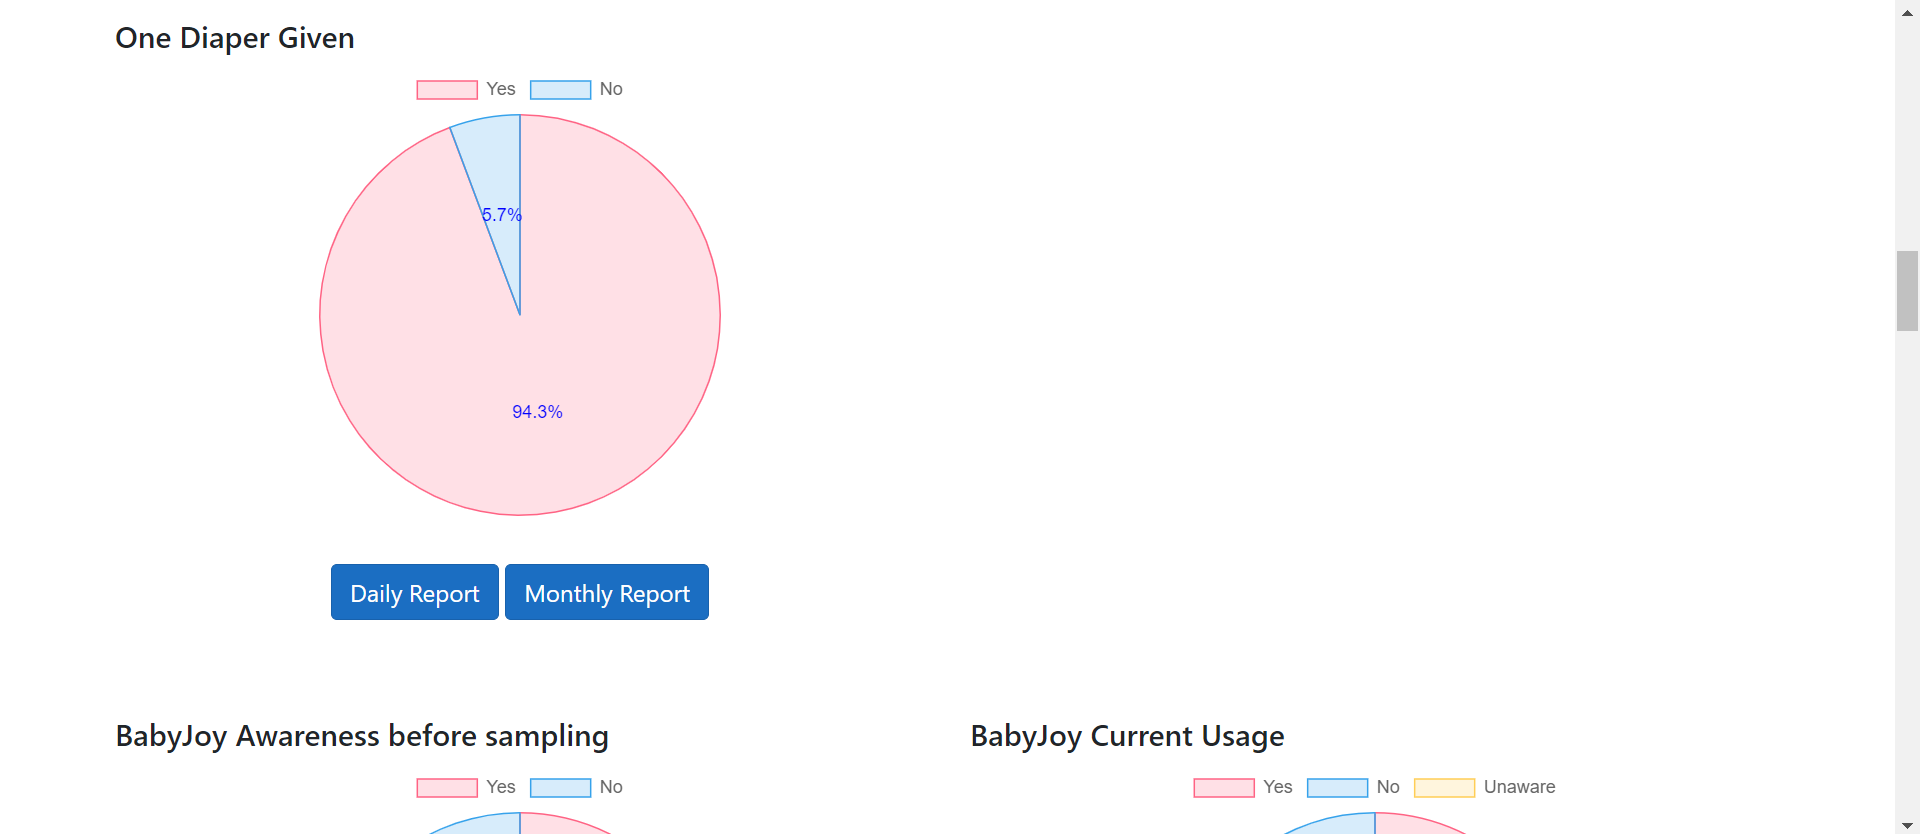 One Diaper Given
Yes No
5.7%
94.3%
Daily Report Monthly Report
BabyJoy Awareness before sampling
Yes No
BabyJoy Current Usage
Yes No Unaware